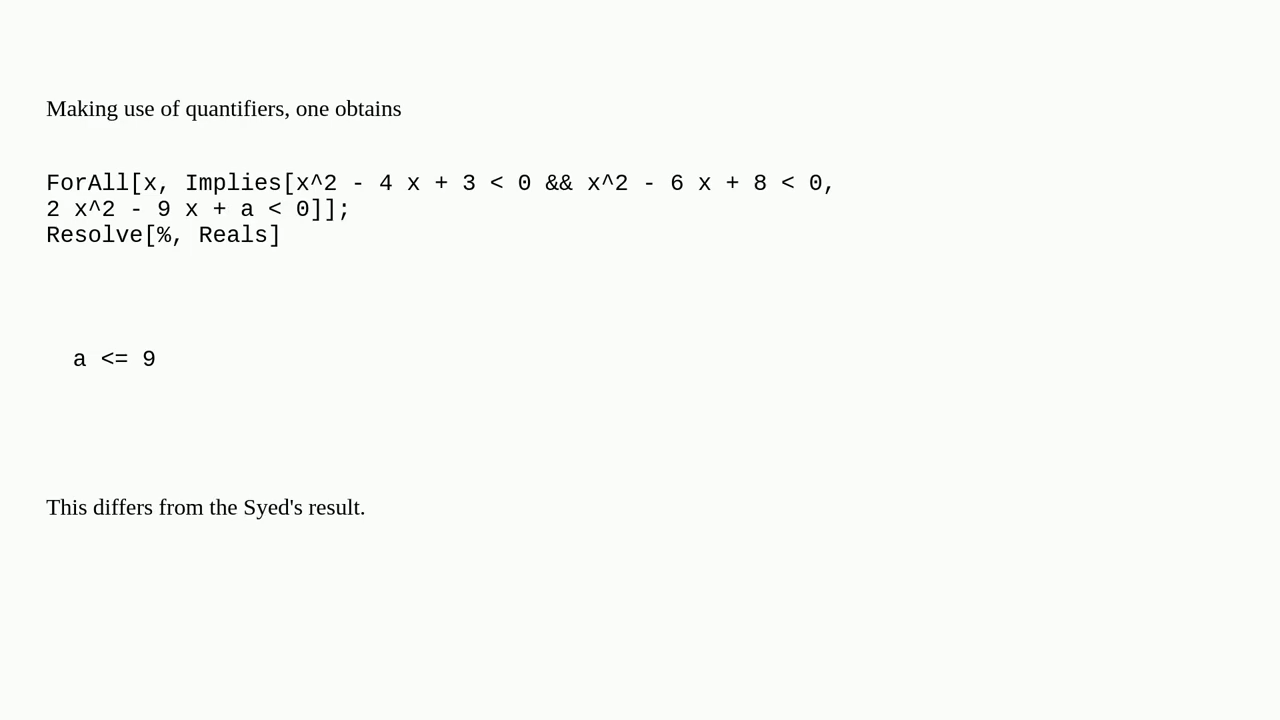 Making use of quantifiers, one obtains
ForAll[x, Implies[x^2 - 4 x + 3 < 0 && x^2 - 6 x + 8 < 0,
2 x^2 - 9 x + a < 0]];
Resolve[%, Reals]
a <= 9
This differs from the Syed's result.